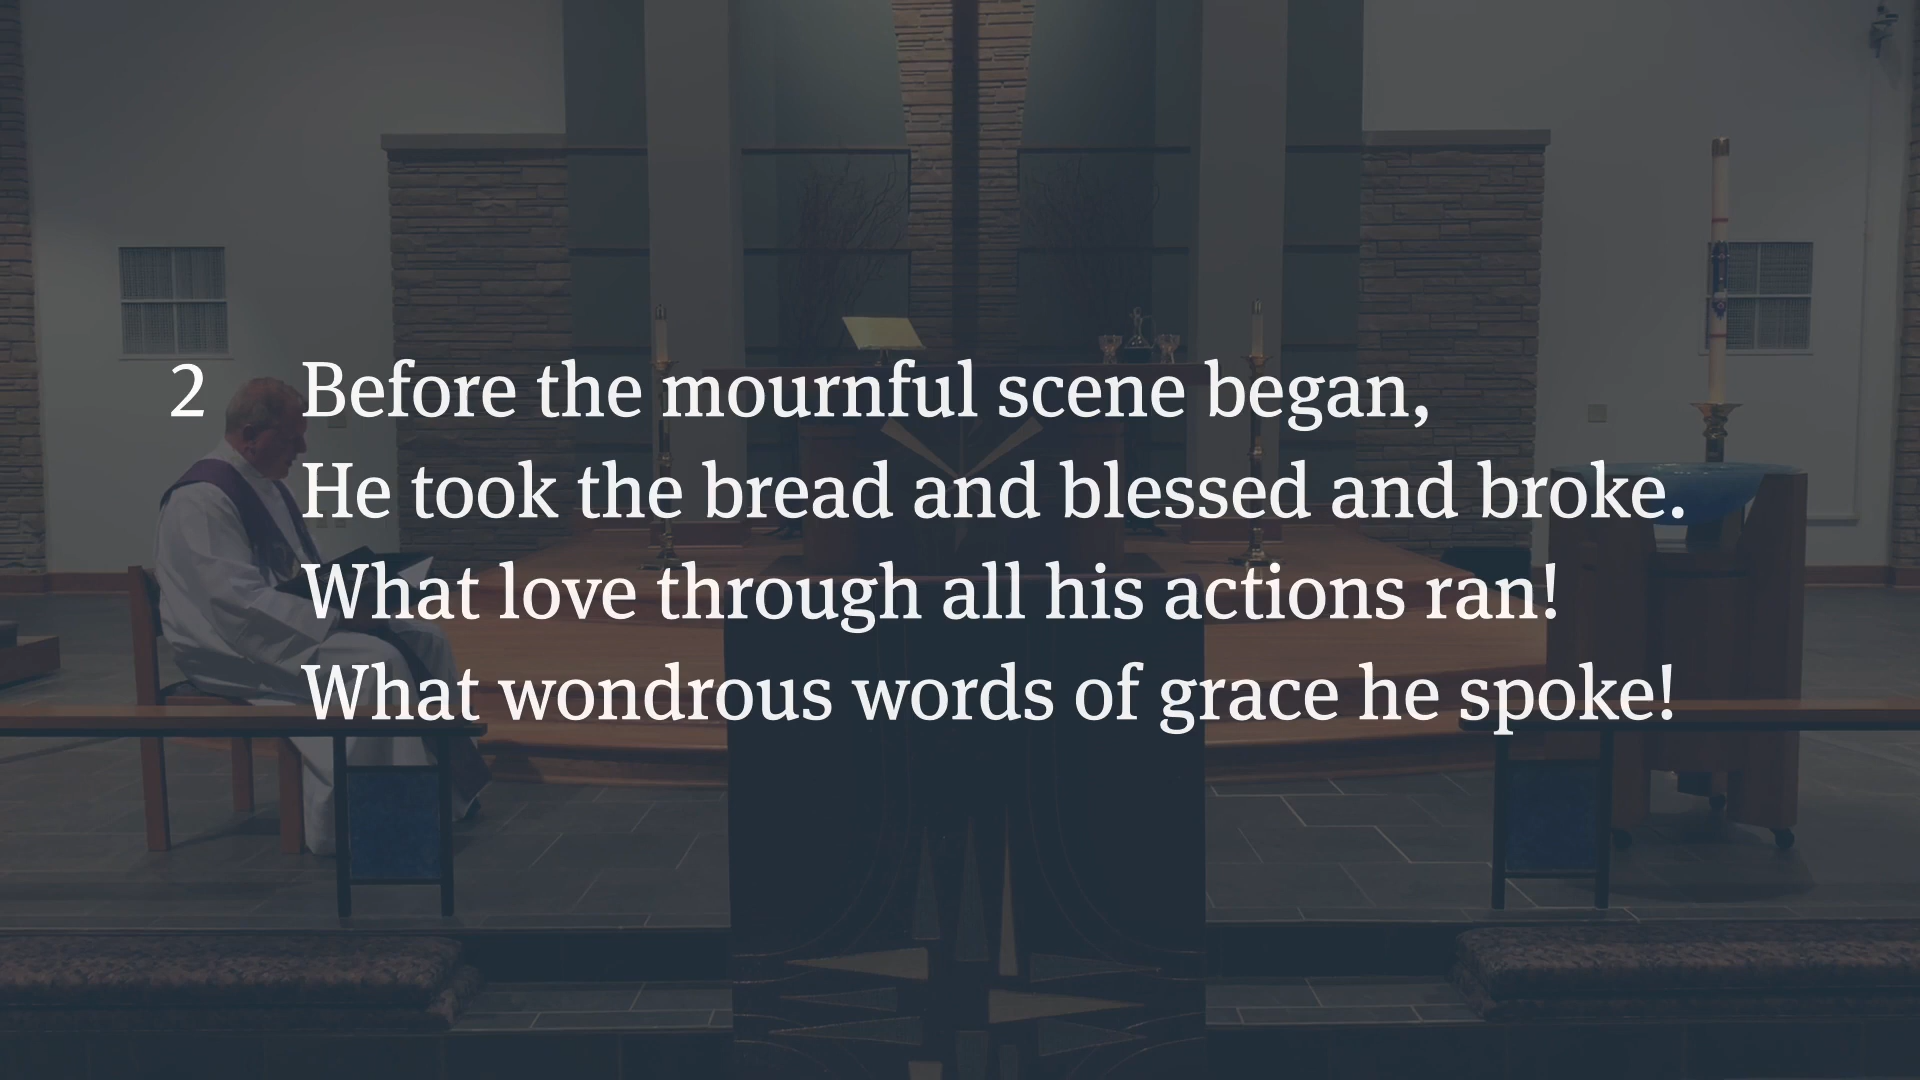 2 Before the mournful scene began,
He took the bread and blessed and broke.
What love through all his actions ran!
What wondrous words of grace he spoke!